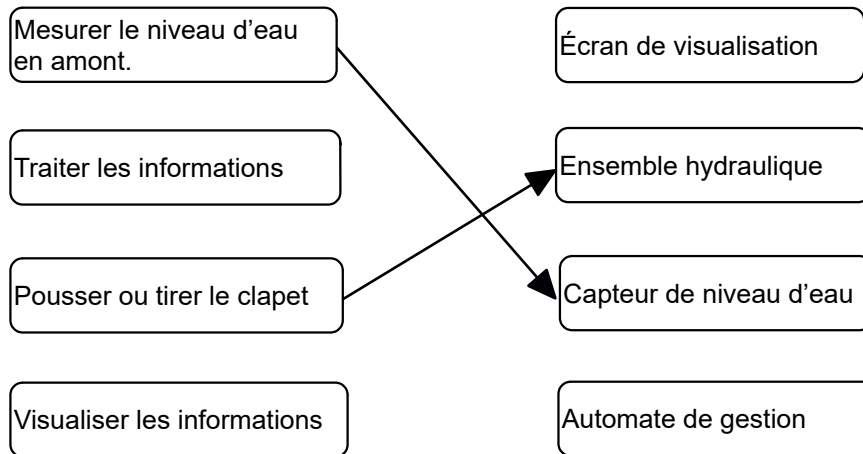 Mesurer le niveau d'eau
en amont.
Écran de visualisation
Traiter les informations
Ensemble hydraulique
Pousser ou tirer le clapet
Capteur de niveau d'eau
Visualiser les informations
Automate de gestion